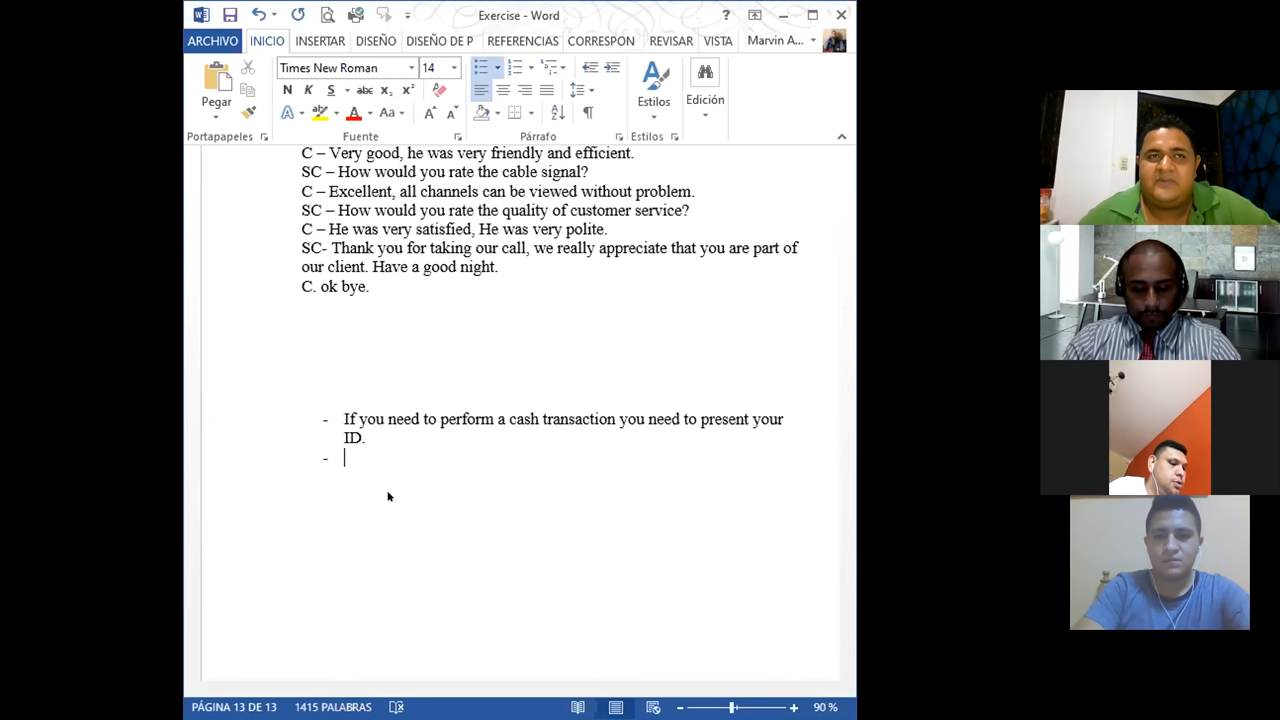 Exercise - Word
?
ARCHIVO INICIO INSERTAR DISEÑO DISEÑO DE P REFERENCIAS CORRESPON REVISAR VISTA Marvin A...
Times New Roman 14
Pegar
N K S abc x₂ x²
A ab A Aa A A
Estilos
Edición
Portapapeles Fuente Párrafo Estilos
C – Very good, he was very friendly and efficient.
SC – How would you rate the cable signal?
C – Excellent, all channels can be viewed without problem.
SC – How would you rate the quality of customer service?
C – He was very satisfied, He was very polite.
SC- Thank you for taking our call, we really appreciate that you are part of
our client. Have a good night.
C. ok bye.
- If you need to perform a cash transaction you need to present your
ID.
-
PÁGINA 13 DE 13 1415 PALABRAS 90 %